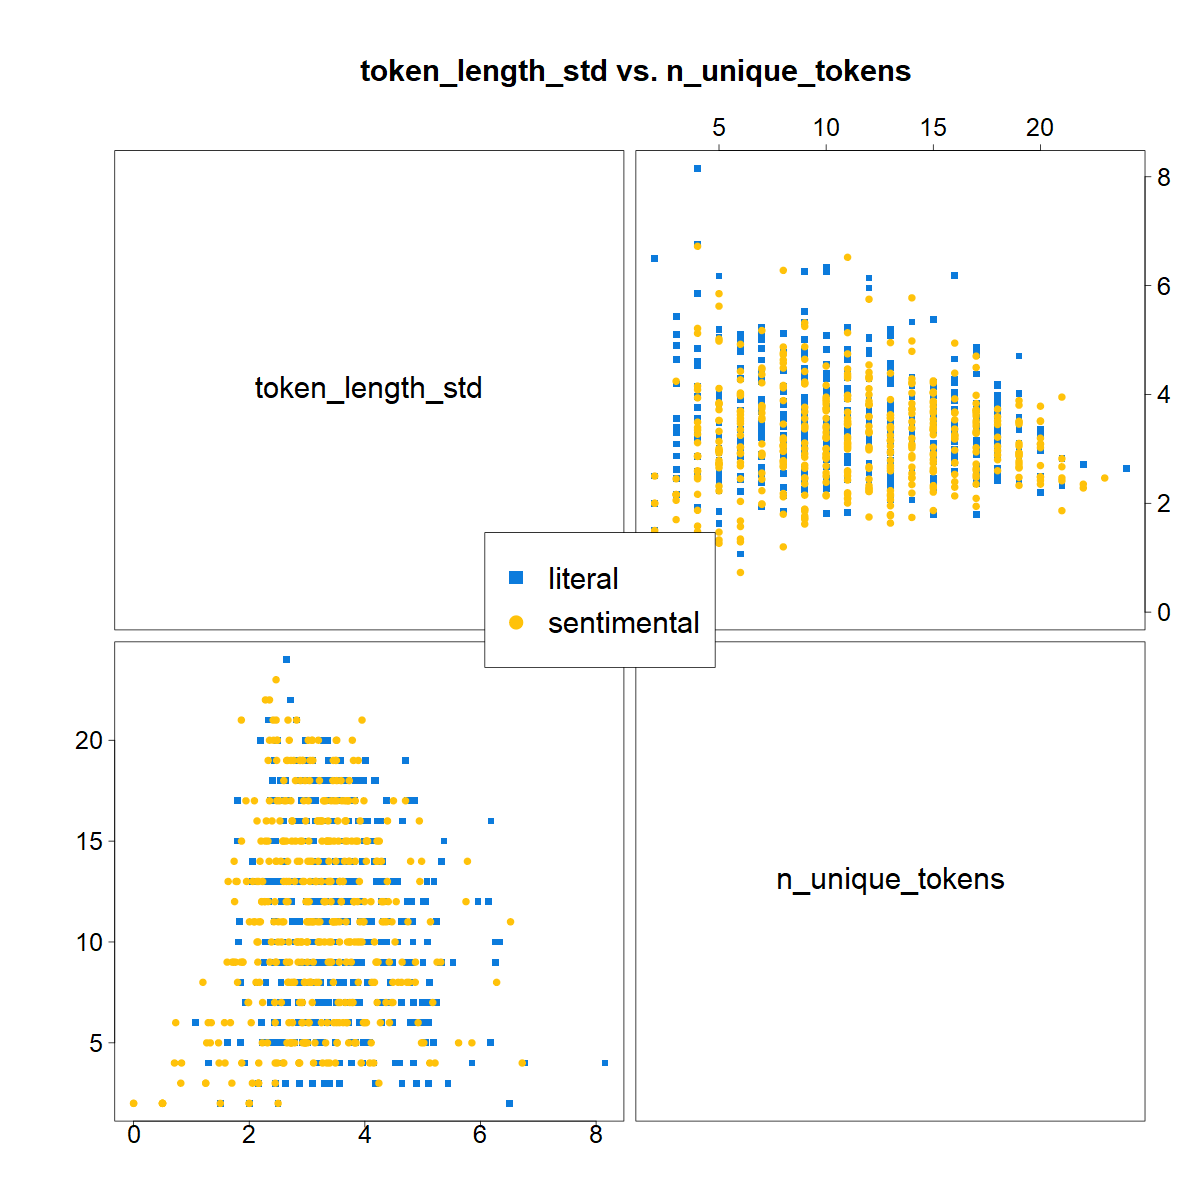 token_length_std vs. n_unique_tokens
5 10 15 20
8
6
4
2
0
token_length_std
literal
sentimental
20
15
10
5
n_unique_tokens
0 2 4 6 8